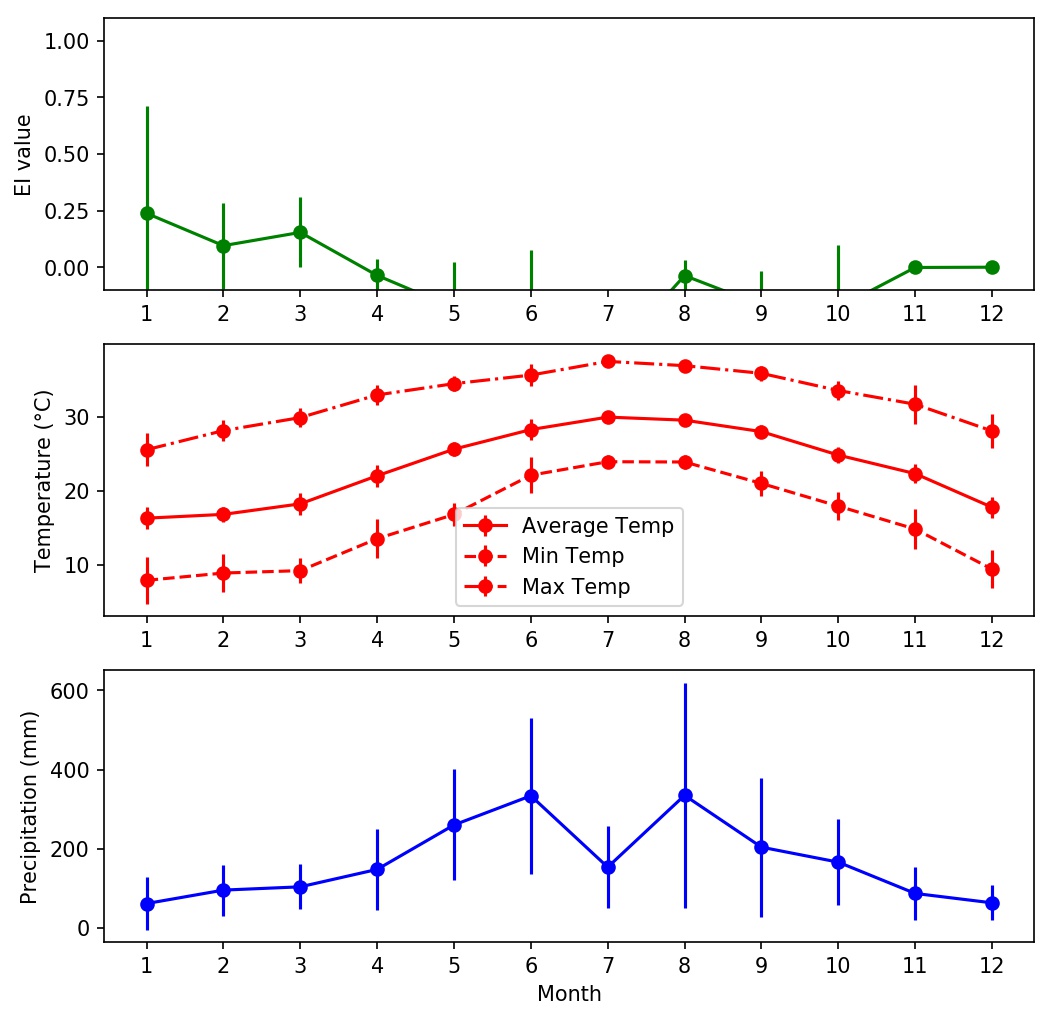 EI value
1.00
0.75
0.50
0.25
0.00
1 2 3 4 5 6 7 8 9 10 11 12
Temperature (°C)
30
20
10
Average Temp
Min Temp
Max Temp
1 2 3 4 5 6 7 8 9 10 11 12
Precipitation (mm)
600
400
200
0
1 2 3 4 5 6 7 8 9 10 11 12
Month